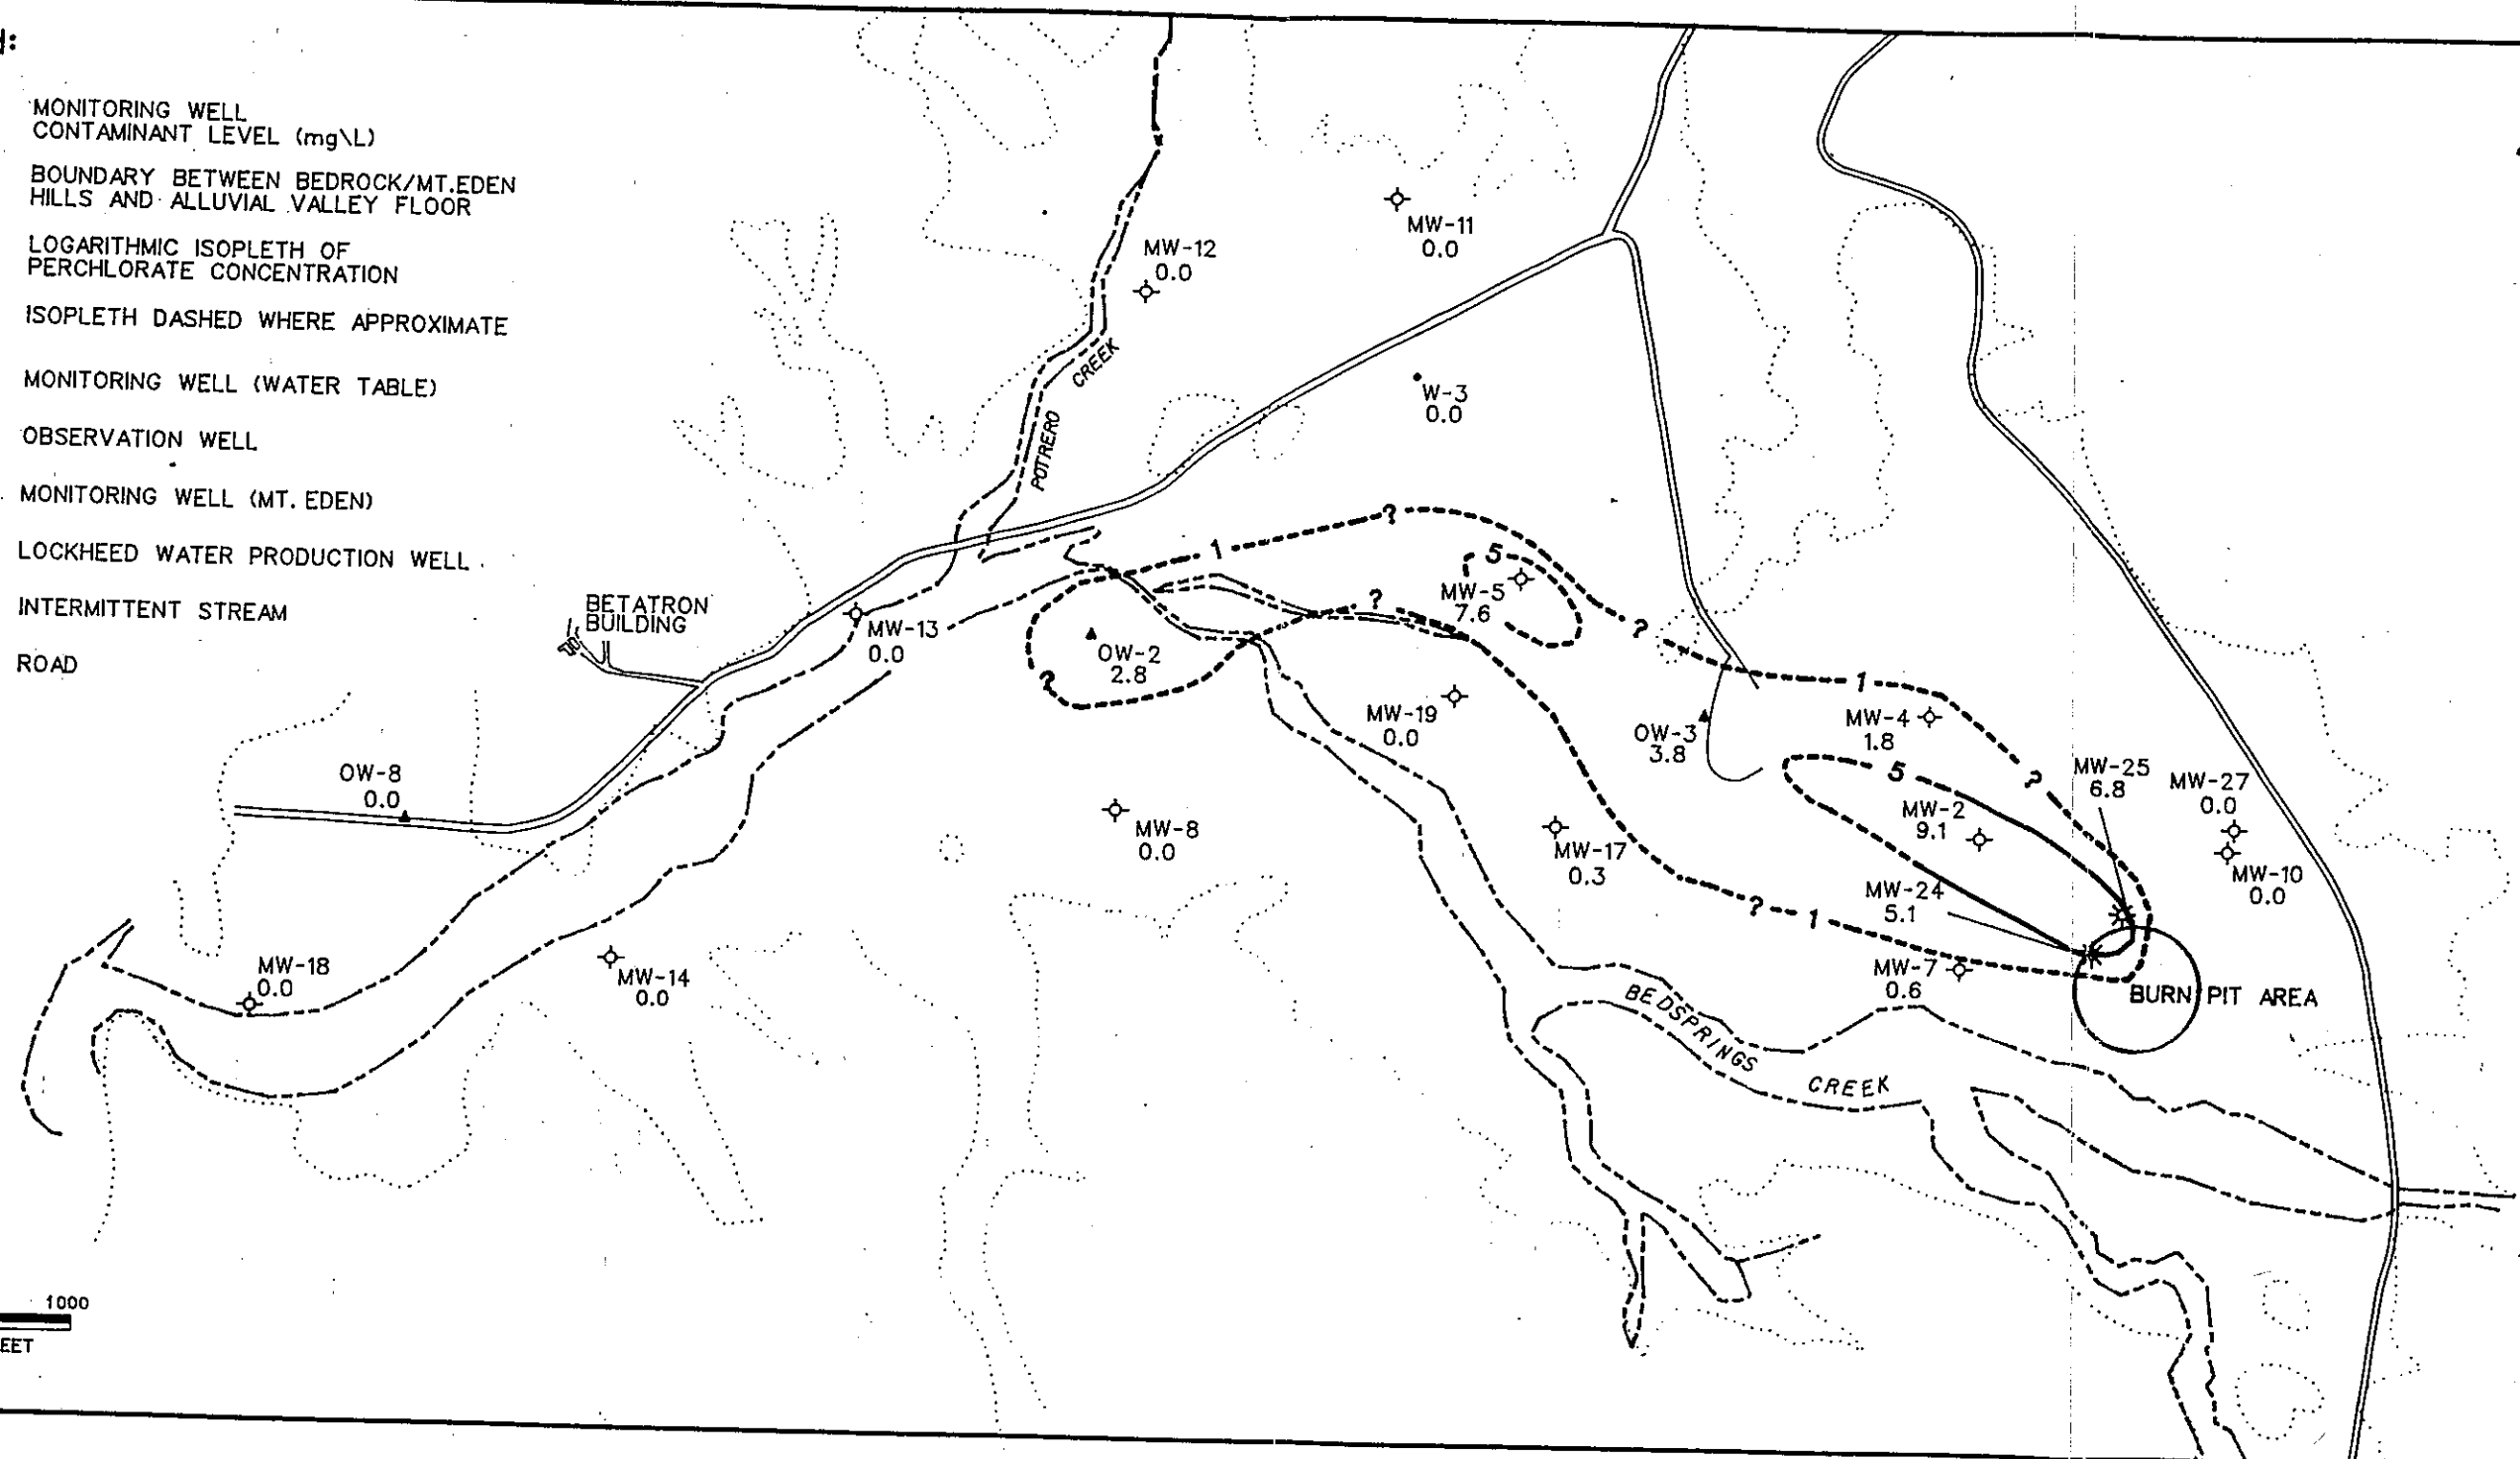 MONITORING WELL
CONTAMINANT LEVEL (mg\L)
BOUNDARY BETWEEN BEDROCK/MT.EDEN
HILLS AND ALLUVIAL VALLEY FLOOR
LOGARITHMIC ISOPLETH OF
PERCHLORATE CONCENTRATION
ISOPLETH DASHED WHERE APPROXIMATE
MONITORING WELL (WATER TABLE)
OBSERVATION WELL
MONITORING WELL (MT. EDEN)
LOCKHEED WATER PRODUCTION WELL
INTERMITTENT STREAM
ROAD
1000
EET
MW-11
0.0
MW-12
0.0
CREEK
POTRERO
W-3
0.0
?
1
5
MW-5
7.6
?
?
BETATRON
BUILDING
MW-13
0.0
OW-2
2.8
?
1
MW-19
0.0
OW-3
3.8
MW-4
1.8
?
5
MW-25
6.8
MW-27
0.0
OW-8
0.0
MW-2
9.1
MW-8
0.0
MW-17
0.3
MW-10
0.0
MW-24
5.1
?
1
MW-18
0.0
MW-14
0.0
MW-7
0.6
BURN PIT AREA
BEDSPRINGS
CREEK